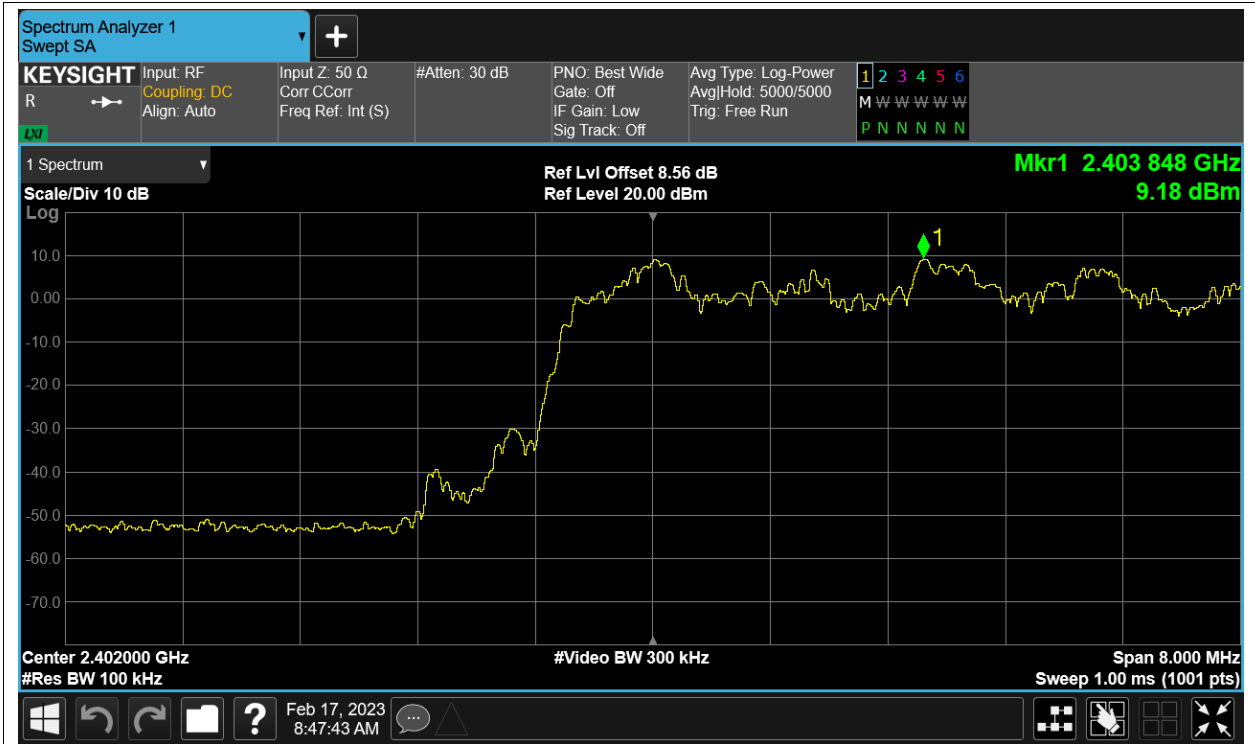 Spectrum Analyzer 1
Swept SA
KEYSIGHT
R
LXI
Input: RF
Coupling: DC
Align: Auto
Input Z: 50 Ω
Corr CCorr
Freq Ref: Int (S)
#Atten: 30 dB
PNO: Best Wide
Gate: Off
IF Gain: Low
Sig Track: Off
Avg Type: Log-Power
Avg|Hold: 5000/5000
Trig: Free Run
1 2 3 4 5 6
M W W W W W
P N N N N N
1 Spectrum
Scale/Div 10 dB
Log
Ref Lvl Offset 8.56 dB
Ref Level 20.00 dBm
Mkr1 2.403 848 GHz
9.18 dBm
1
10.0
0.00
-10.0
-20.0
-30.0
-40.0
-50.0
-60.0
-70.0
Center 2.402000 GHz
#Res BW 100 kHz
#Video BW 300 kHz
Span 8.000 MHz
Sweep 1.00 ms (1001 pts)
?
Feb 17, 2023
8:47:43 AM